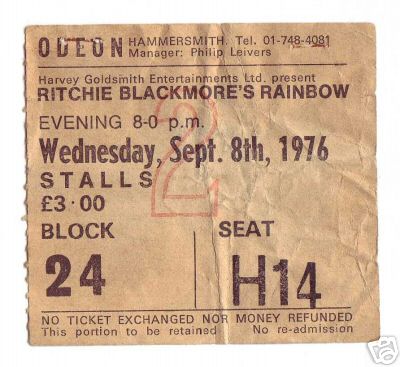 ODEON HAMMERSMITH. Tel. 01-748-4081
Manager: Philip Leivers
Harvey Goldsmith Entertainments Ltd. present
RITCHIE BLACKMORE'S RAINBOW
EVENING 8-0 p.m.
2
Wednesday, Sept. 8th, 1976
STALLS
£3·00
BLOCK SEAT
24 H14
NO TICKET EXCHANGED NOR MONEY REFUNDED
This portion to be retained No re-admission